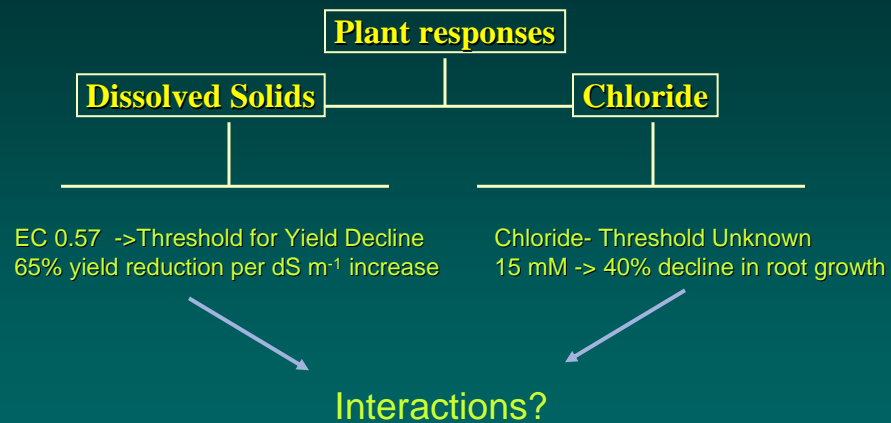 Plant responses
Dissolved Solids
Chloride
EC 0.57 ->Threshold for Yield Decline
65% yield reduction per dS m⁻¹ increase
Chloride- Threshold Unknown
15 mM -> 40% decline in root growth
Interactions?